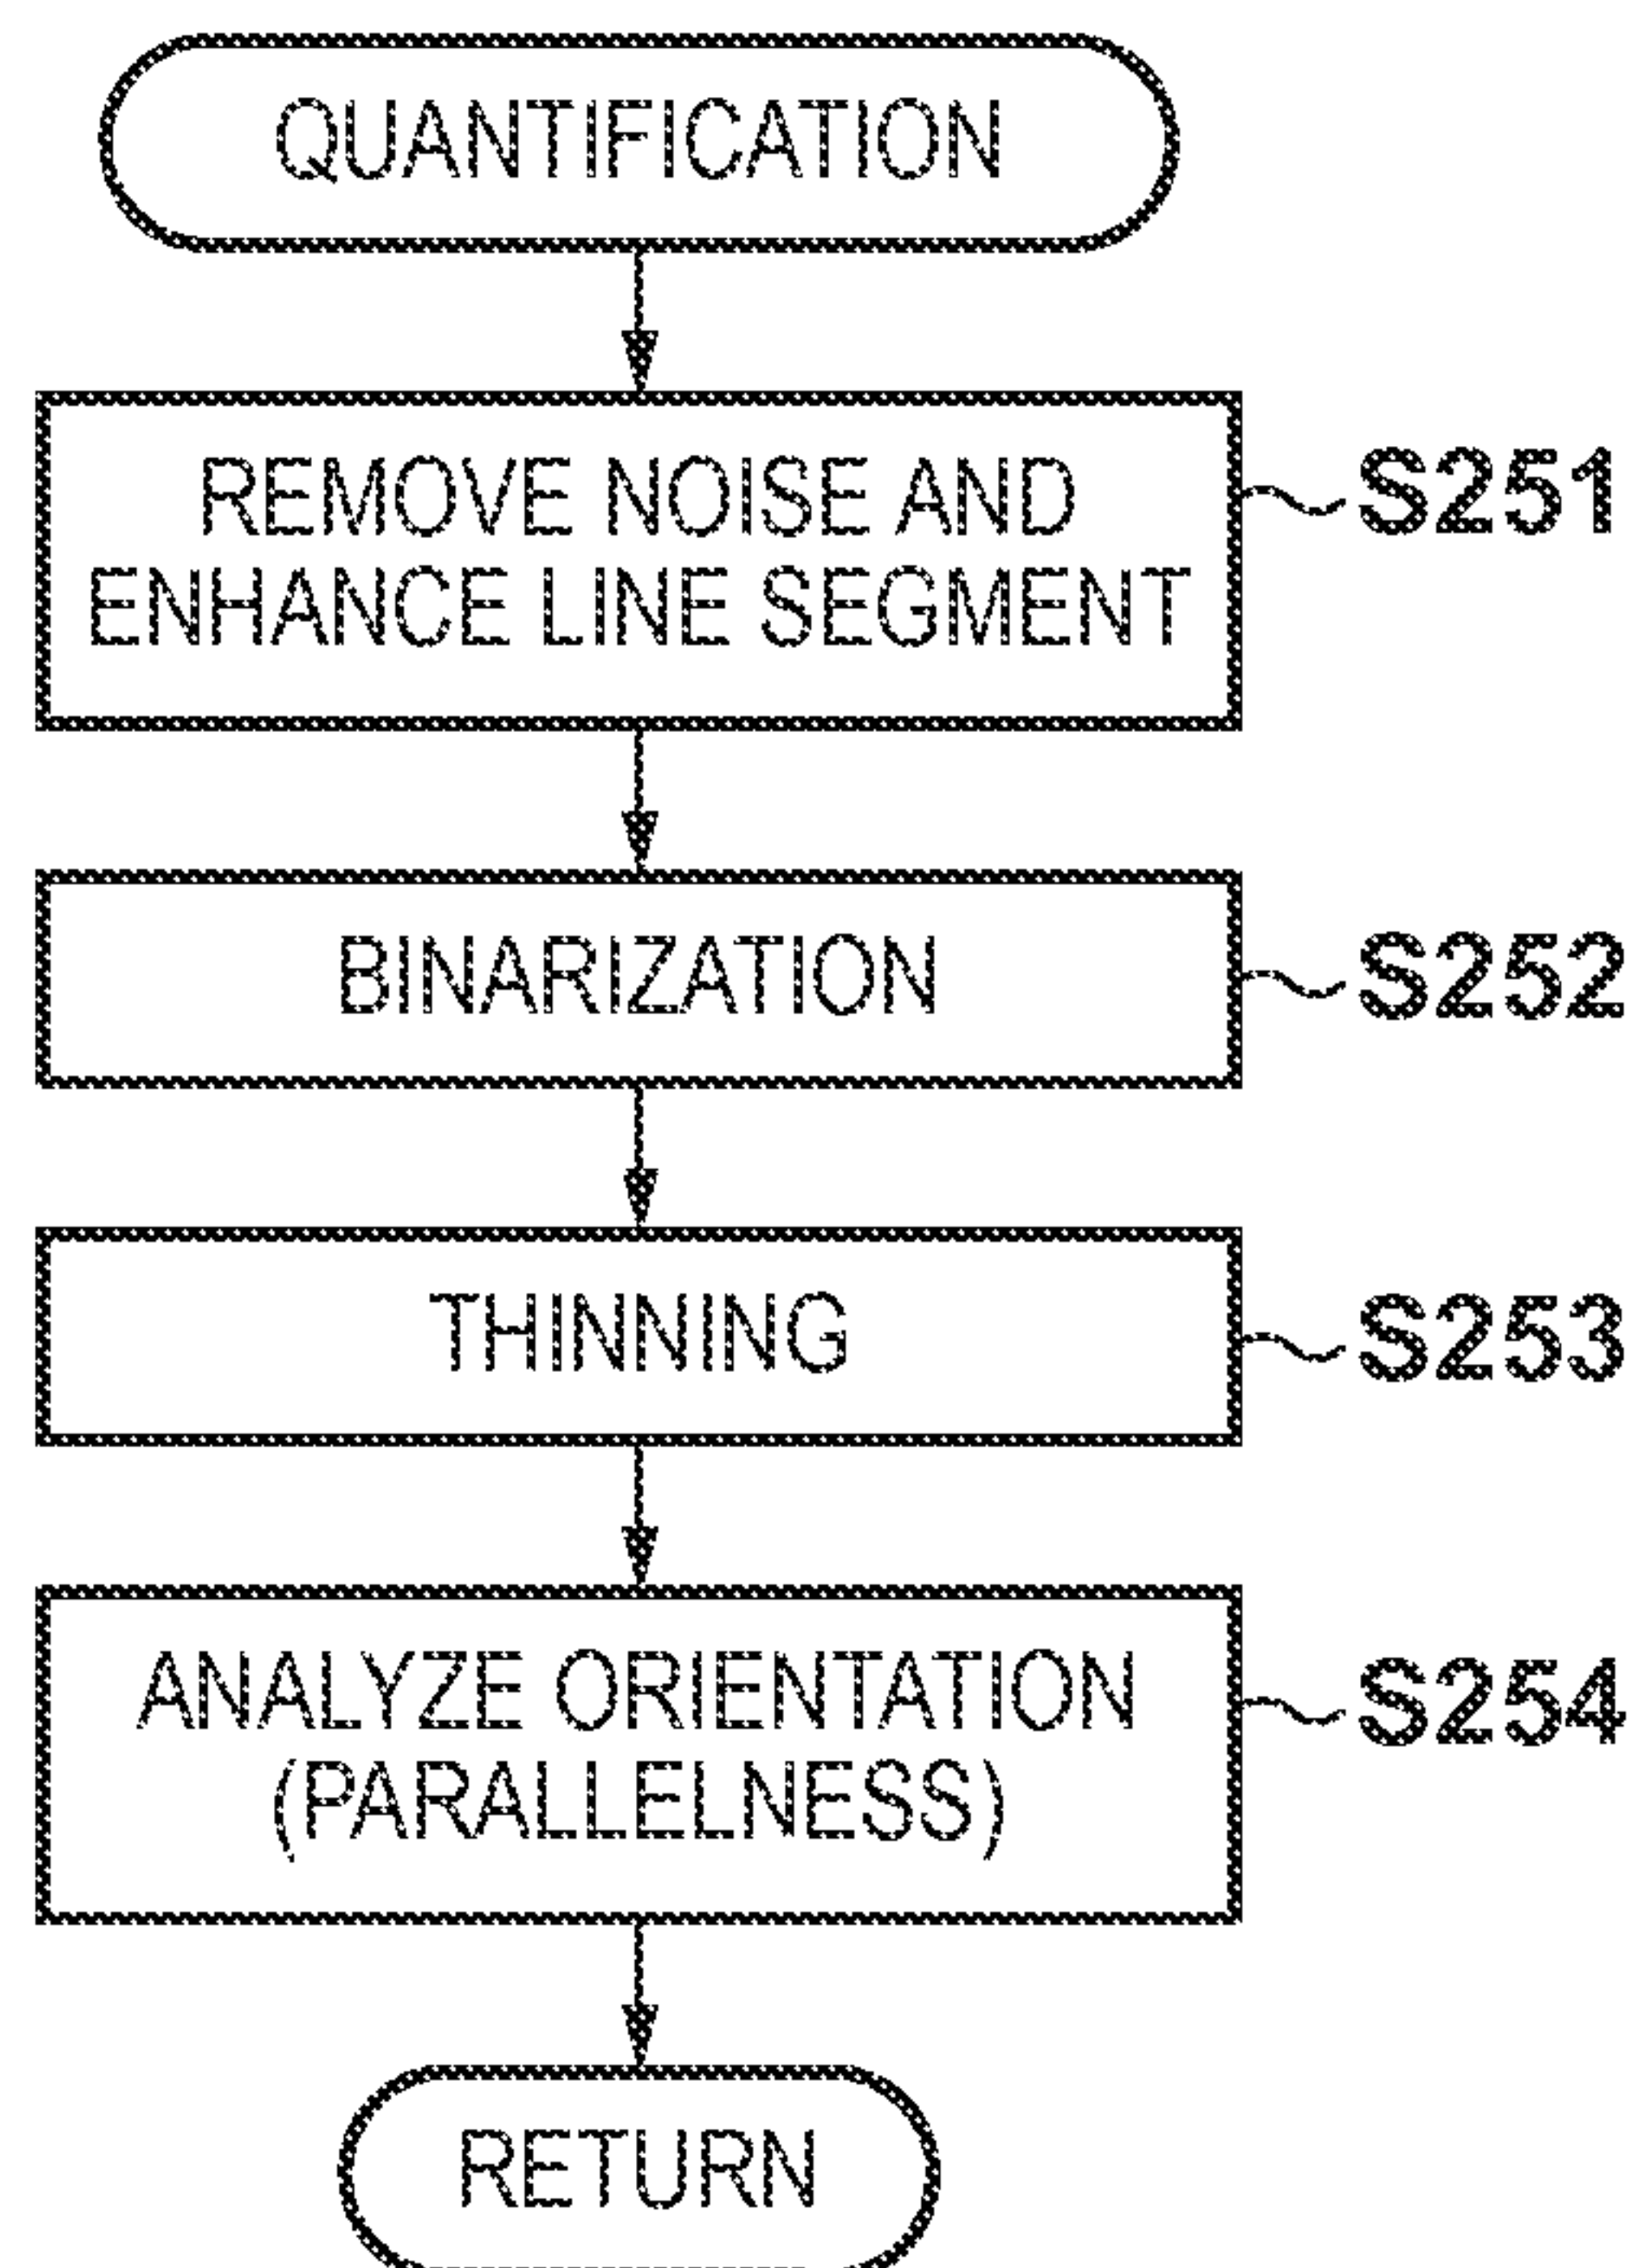 QUANTIFICATION
REMOVE NOISE AND
ENHANCE LINE SEGMENT
S251
BINARIZATION
S252
THINNING
S253
ANALYZE ORIENTATION
(PARALLELNESS)
S254
RETURN